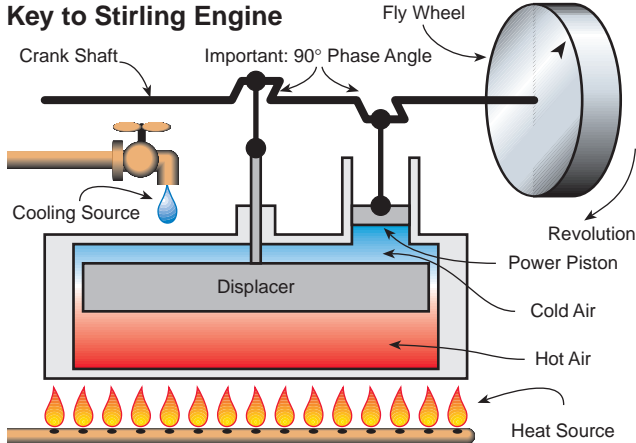 Key to Stirling Engine
Fly Wheel
Crank Shaft
Important: 90° Phase Angle
Cooling Source
Revolution
Power Piston
Displacer
Cold Air
Hot Air
Heat Source